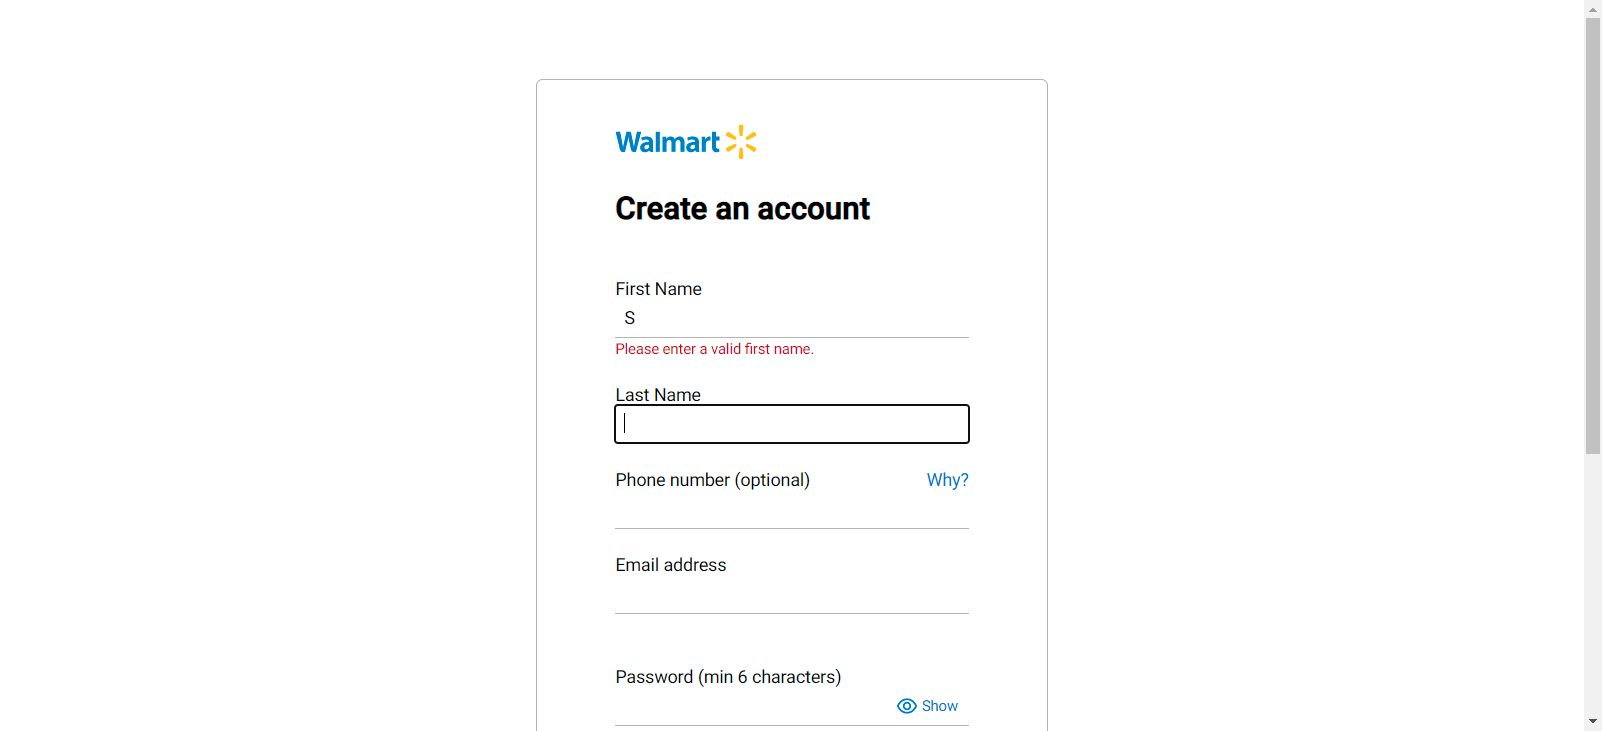 Walmart
Create an account
First Name
S
Please enter a valid first name.
Last Name
Phone number (optional) Why?
Email address
Password (min 6 characters)
Show